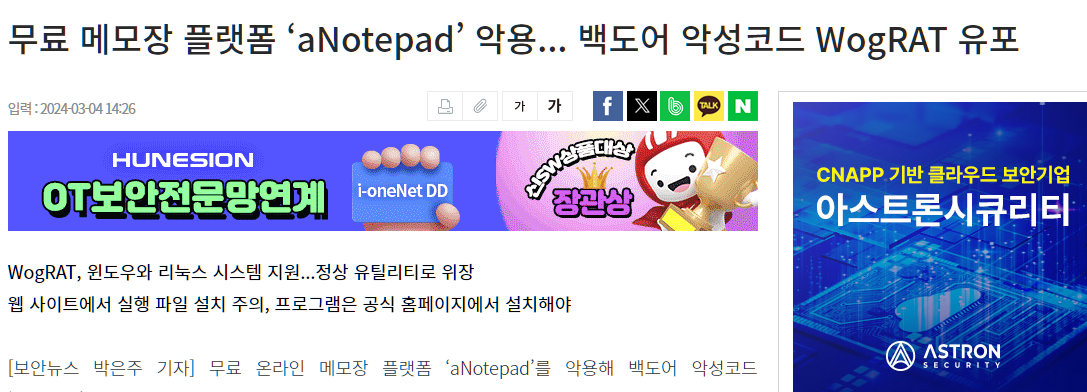 무료 메모장 플랫폼 ‘aNotepad’ 악용... 백도어 악성코드 WogRAT 유포
입력 : 2024-03-04 14:26
가 가
f X b TALK N
HUNESION
OT보안전문망연계
i-oneNet DD
신SW상품대상
장관상
WogRAT, 윈도우와 리눅스 시스템 지원...정상 유틸리티로 위장
웹 사이트에서 실행 파일 설치 주의, 프로그램은 공식 홈페이지에서 설치해야
[보안뉴스 박은주 기자] 무료 온라인 메모장 플랫폼 ‘aNotepad’를 악용해 백도어 악성코드
CNAPP 기반 클라우드 보안기업
아스트론시큐리티
ASTRON
SECURITY